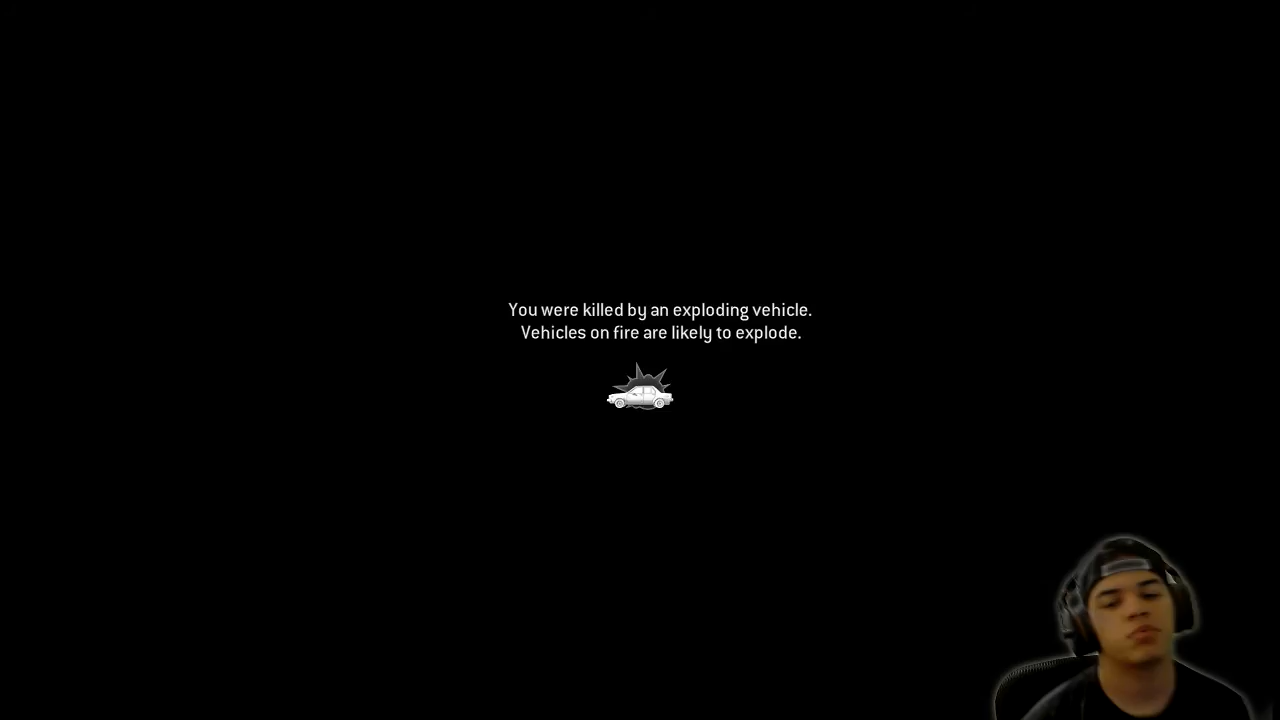 You were killed by an exploding vehicle.
Vehicles on fire are likely to explode.